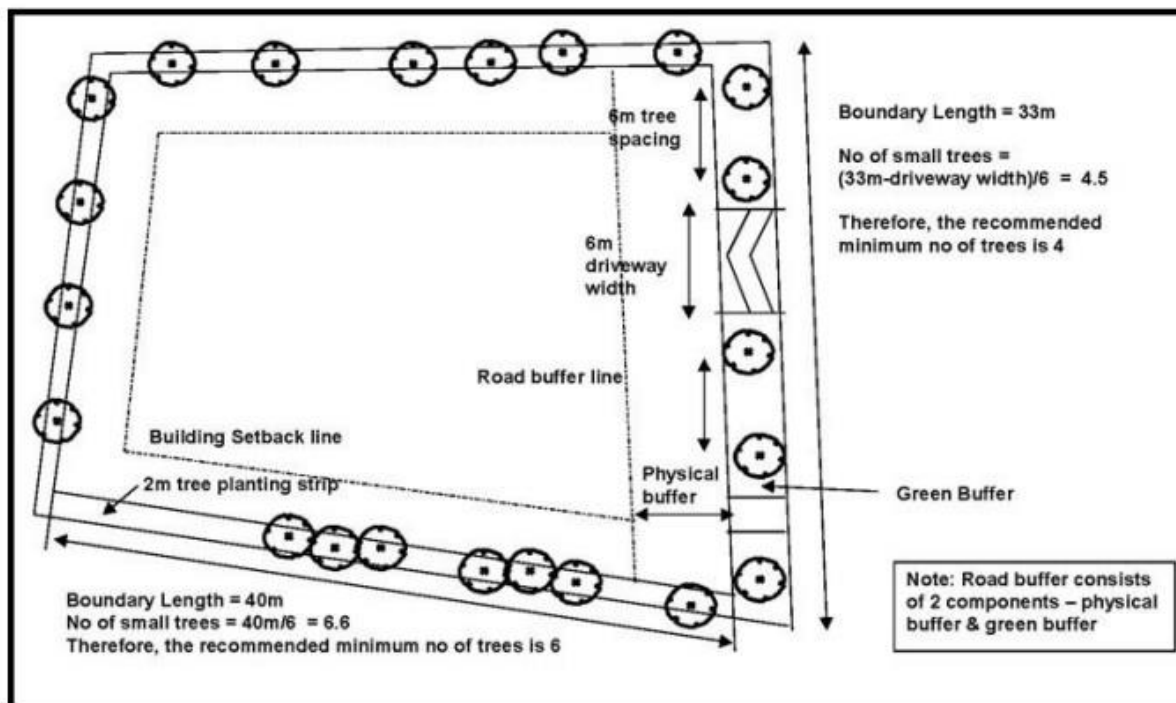 6m tree
spacing
Boundary Length = 33m
No of small trees =
(33m-driveway width)/6 = 4.5
Therefore, the recommended
minimum no of trees is 4
6m
driveway
width
Road buffer line
Building Setback line
Physical
buffer
2m tree planting strip
Green Buffer
Boundary Length = 40m
No of small trees = 40m/6 = 6.6
Therefore, the recommended minimum no of trees is 6
Note: Road buffer consists
of 2 components – physical
buffer & green buffer